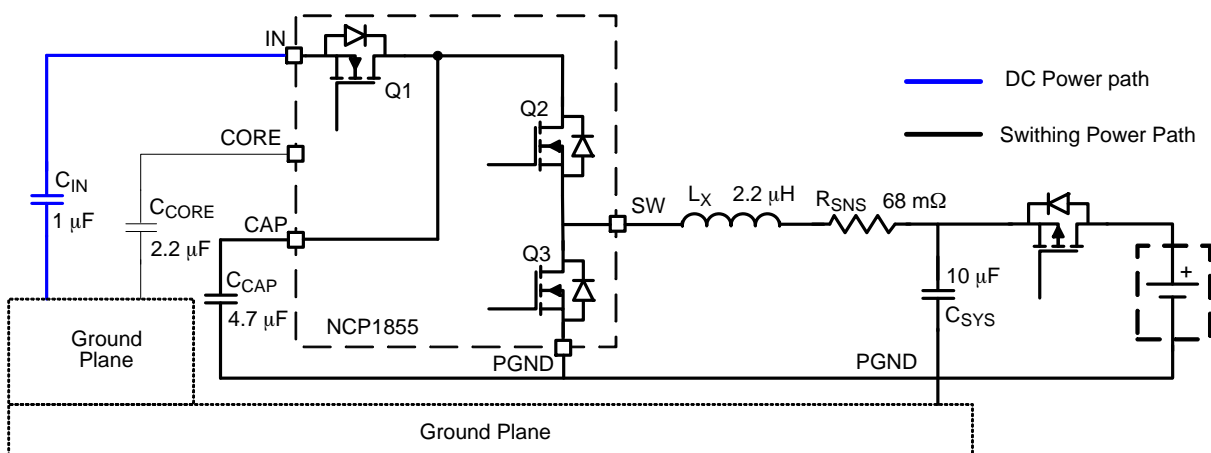 IN
Q1
Q2
DC Power path
CORE
Swithing Power Path
CIN
1 μF
CCORE
2.2 μF
CAP
SW
LX
2.2 μH
RSNS
68 mΩ
Q3
CCAP
4.7 μF
10 μF
CSYS
+
NCP1855
Ground
Plane
PGND
PGND
Ground Plane